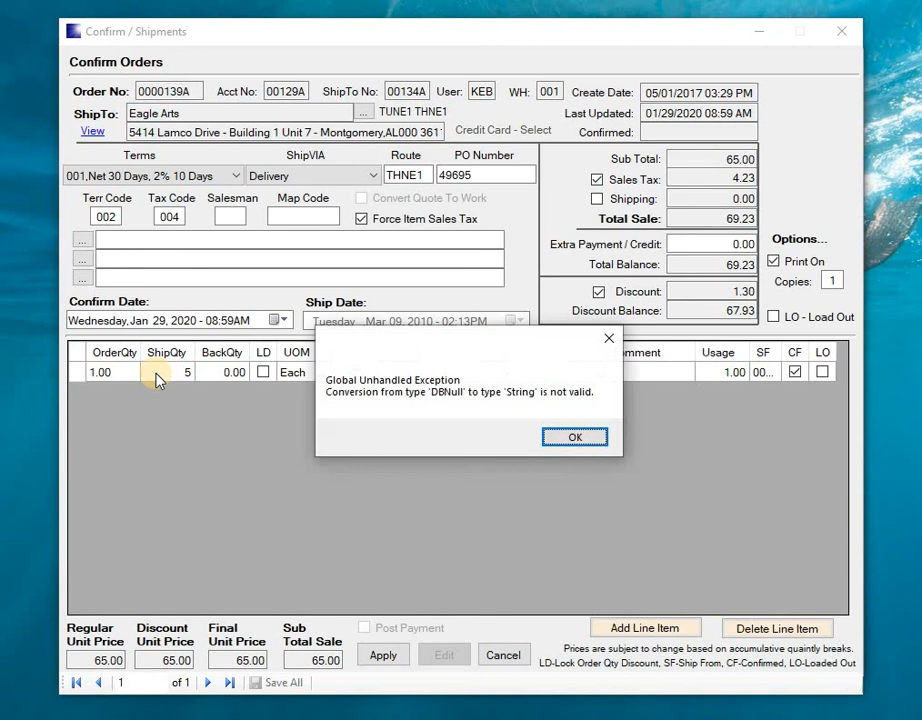 Confirm / Shipments
Confirm Orders
Order No: 0000139A Acct No: 00129A ShipTo No: 00134A User: KEB WH: 001 Create Date: 05/01/2017 03:29 PM
ShipTo: Eagle Arts ... TUNE1 THNE1 Last Updated: 01/29/2020 08:59 AM
View 5414 Lamco Drive - Building 1 Unit 7 - Montgomery,AL000 361 Credit Card - Select Confirmed:
Terms ShipVIA Route PO Number
001,Net 30 Days, 2% 10 Days Delivery THNE1 49695
Sub Total: 65.00
Sales Tax: 4.23
Shipping: 0.00
Total Sale: 69.23
Terr Code Tax Code Salesman Map Code Convert Quote To Work
002 004 Force Item Sales Tax
...
...
...
Extra Payment / Credit: 0.00
Total Balance: 69.23
Discount: 1.30
Discount Balance: 67.93
Options...
Print On
Copies: 1
LO - Load Out
Confirm Date: Ship Date:
Wednesday,Jan 29, 2020 - 08:59AM Tuesday Mar 09, 2010 - 02:13PM
OrderQty ShipQty BackQty LD UOM omment Usage SF CF LO
1.00 5 0.00 Each 1.00 00...
Global Unhandled Exception
Conversion from type 'DBNull' to type 'String' is not valid.
OK
Regular Unit Price Discount Unit Price Final Unit Price Sub Total Sale
65.00 65.00 65.00 65.00
Post Payment
Apply Edit Cancel
Add Line Item Delete Line Item
Prices are subject to change based on accumulative quaintly breaks.
LD-Lock Order Qty Discount, SF-Ship From, CF-Confirmed, LO-Loaded Out
1 of 1 Save All